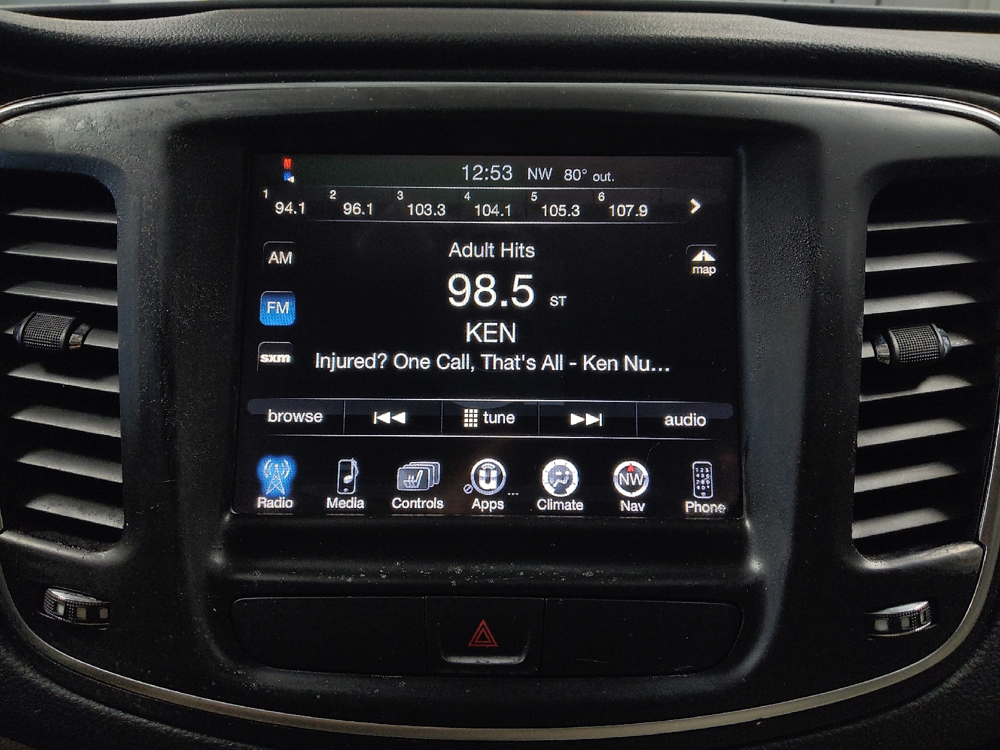 12:53 NW 80° out.
1 94.1 2 96.1 3 103.3 4 104.1 5 105.3 6 107.9
AM
Adult Hits
map
98.5 ST
FM
KEN
sxm
Injured? One Call, That's All - Ken Nu...
browse tune audio
NW
Radio Media Controls Apps ... Climate Nav Phone